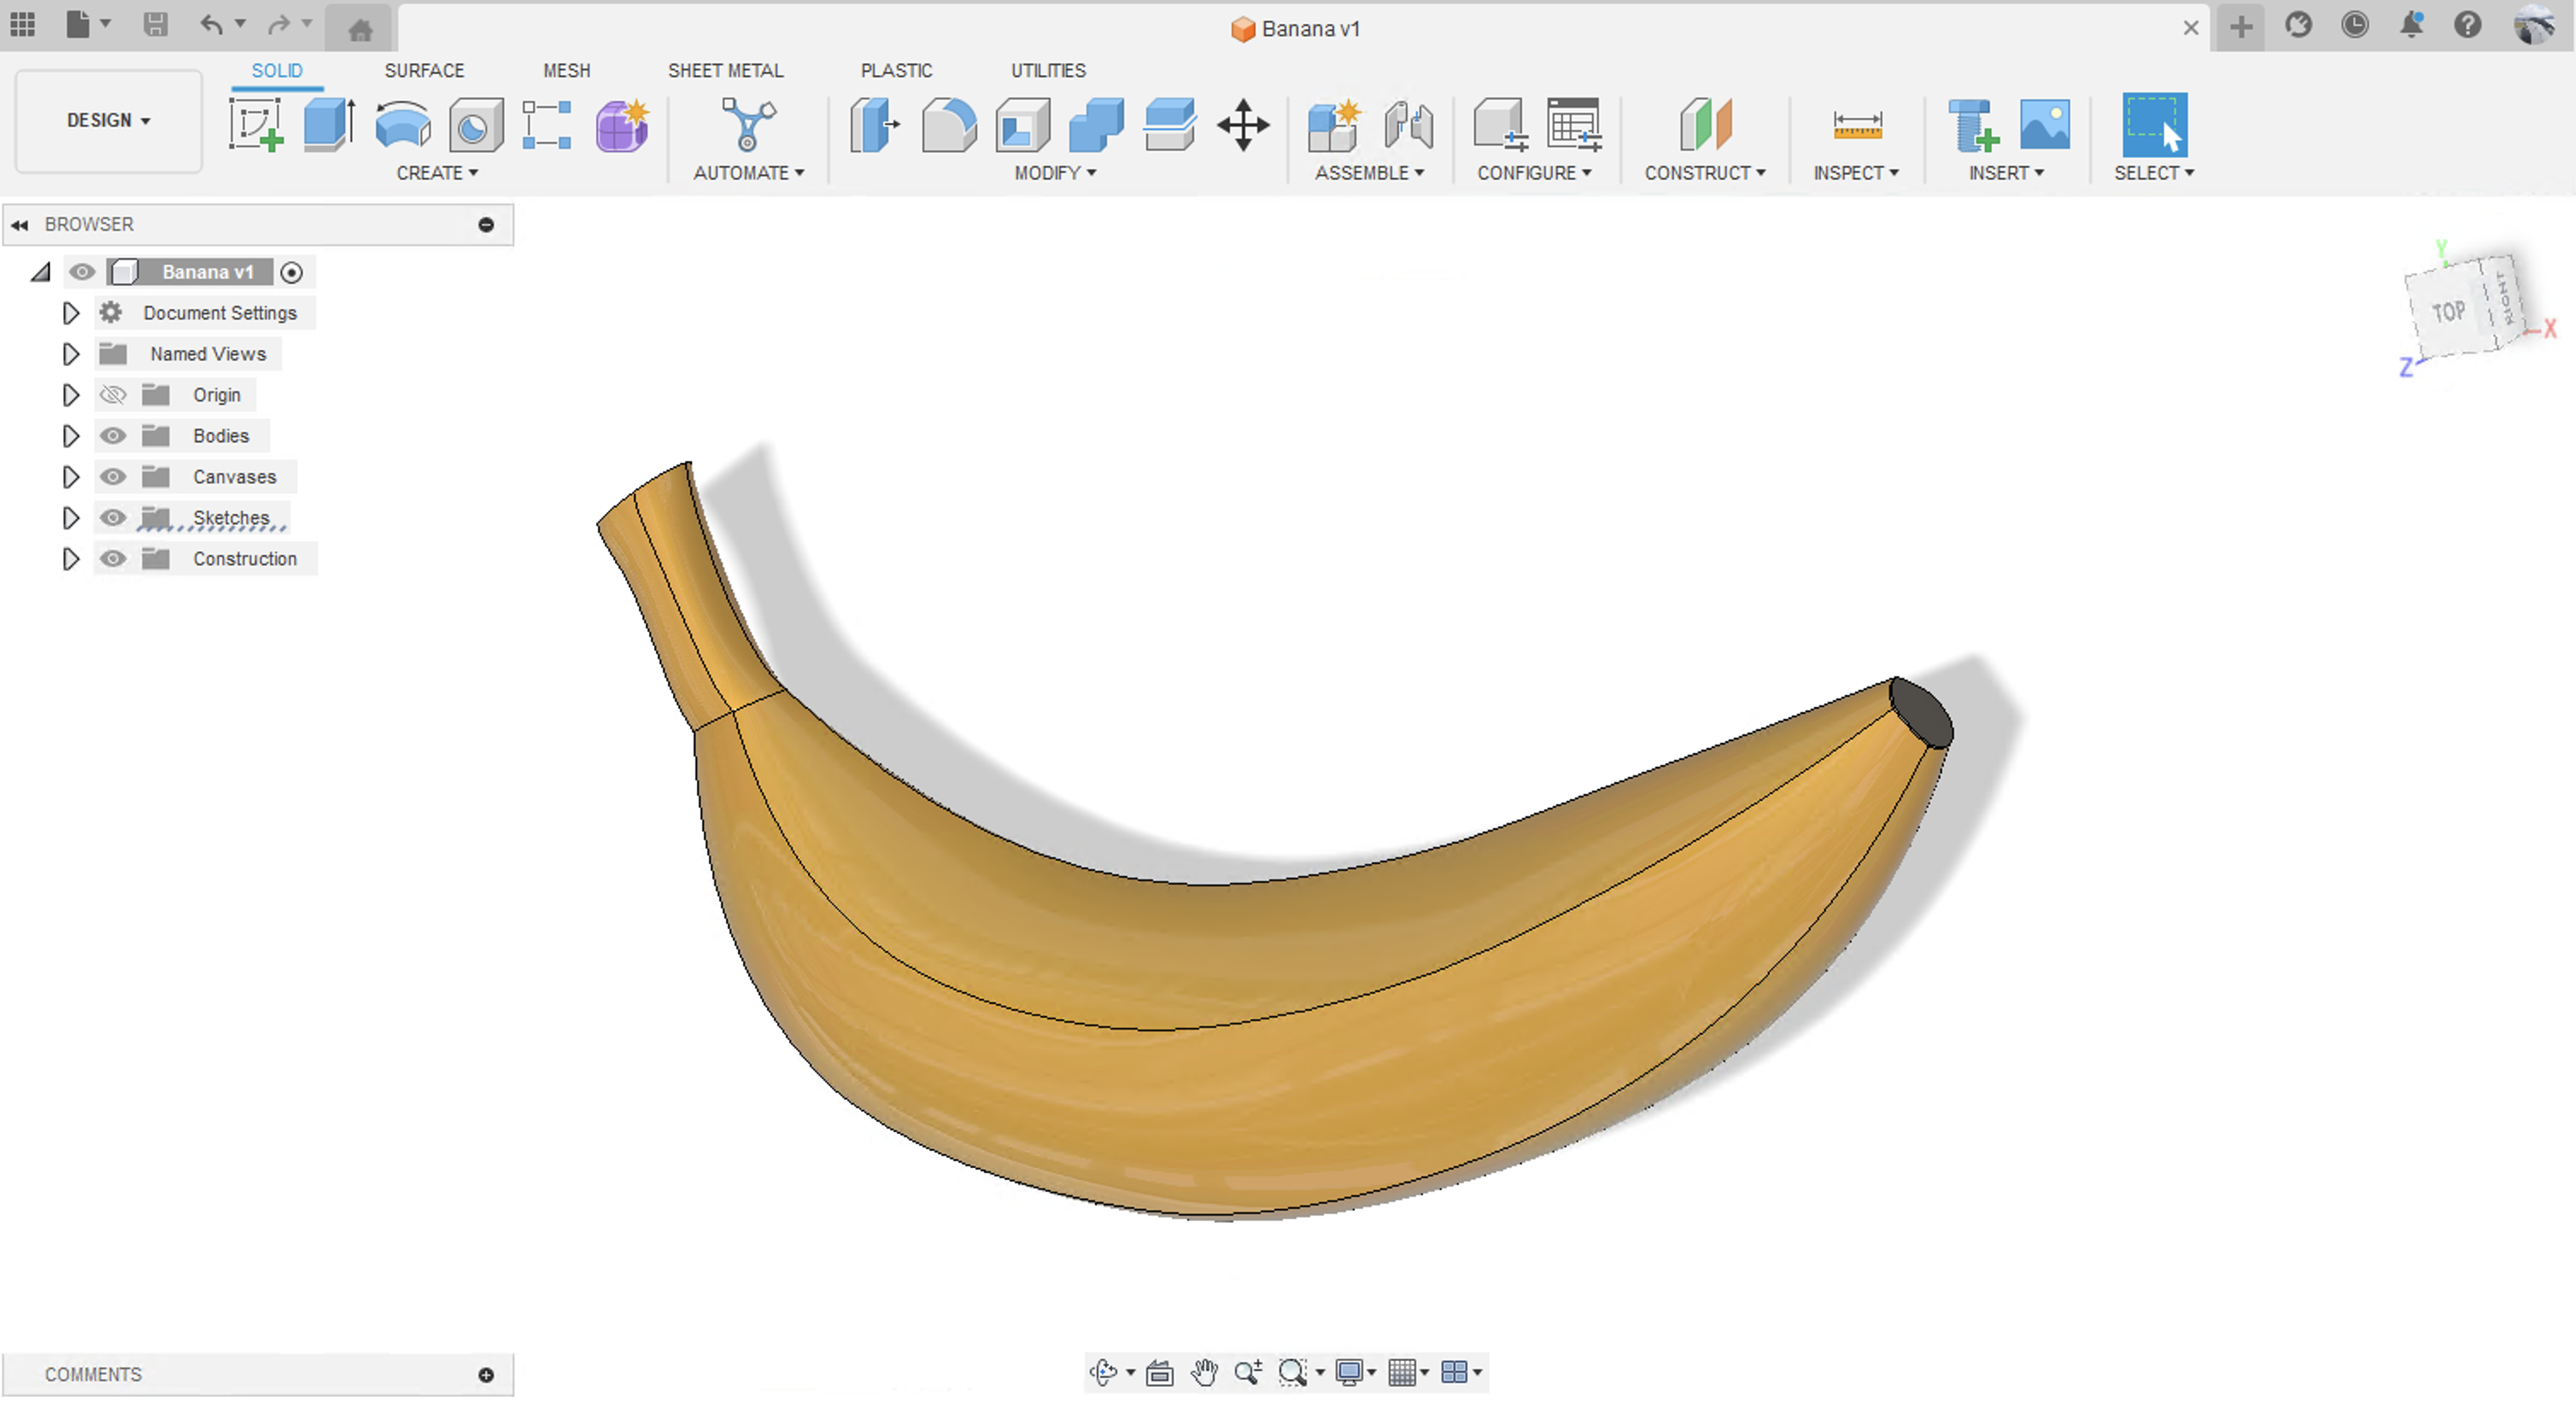 Banana v1
SOLID SURFACE MESH SHEET METAL PLASTIC UTILITIES
DESIGN
CREATE AUTOMATE MODIFY ASSEMBLE CONFIGURE CONSTRUCT INSPECT INSERT SELECT
BROWSER
Banana v1
Document Settings
Named Views
Origin
Bodies
Canvases
Sketches
Construction
Y
TOP RIGHT
X
Z
COMMENTS